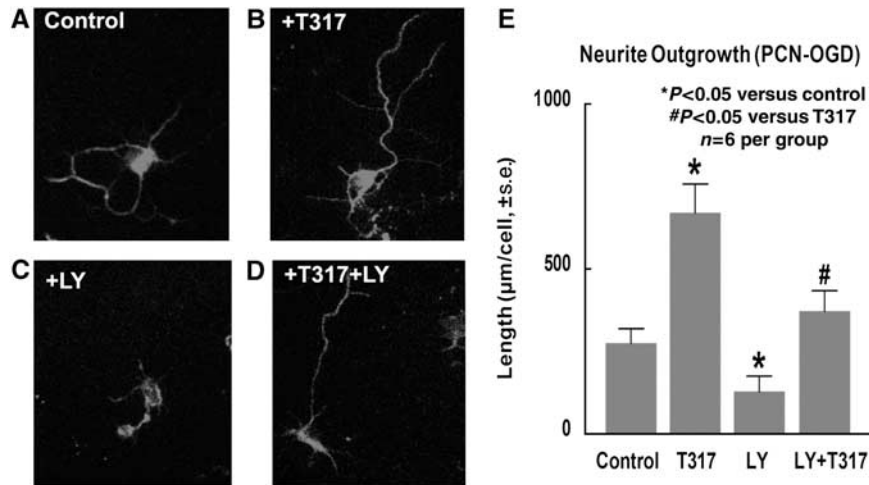 A
Control
B
+T317
C
+LY
D
+T317+LY
E
Neurite Outgrowth (PCN-OGD)
*P<0.05 versus control
#P<0.05 versus T317
n=6 per group
Length (µm/cell, ±s.e.)
1000
500
0
*
*
#
Control T317 LY LY+T317